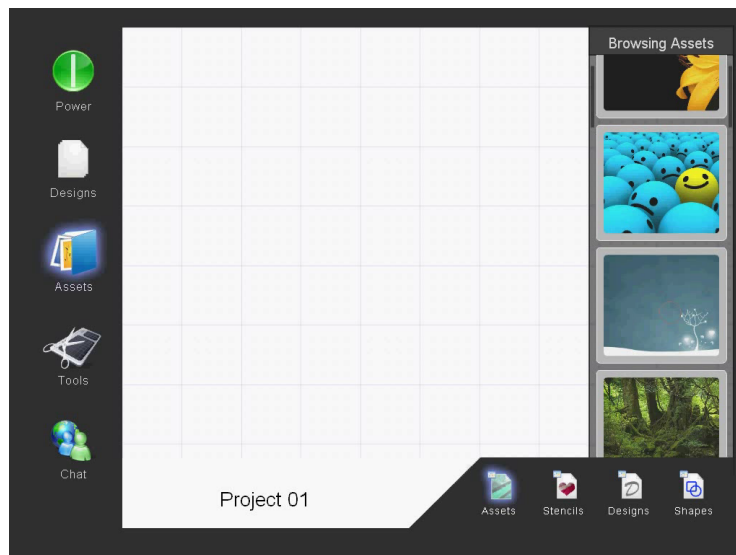 Browsing Assets
Power
Designs
Assets
Tools
Chat
Project 01
Assets
Stencils
Designs
Shapes